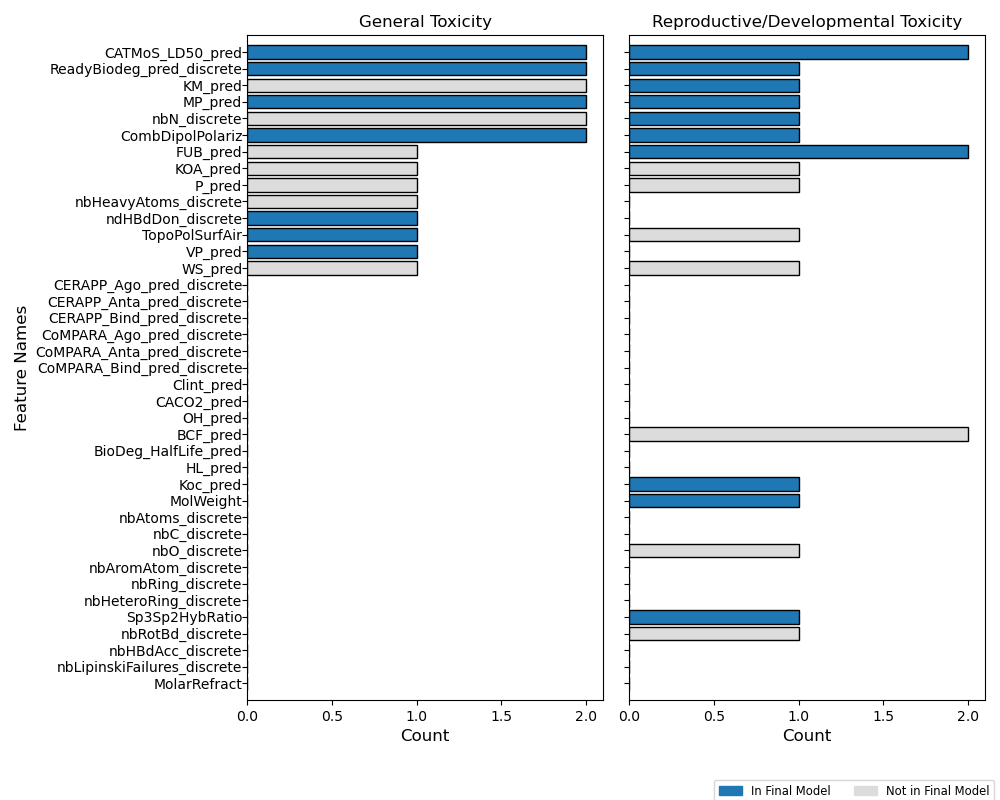 General Toxicity
Reproductive/Developmental Toxicity
Feature Names
CATMoS_LD50_pred
ReadyBiodeg_pred_discrete
KM_pred
MP_pred
nbN_discrete
CombDipolPolariz
FUB_pred
KOA_pred
P_pred
nbHeavyAtoms_discrete
ndHBdDon_discrete
TopoPolSurfAir
VP_pred
WS_pred
CERAPP_Ago_pred_discrete
CERAPP_Anta_pred_discrete
CERAPP_Bind_pred_discrete
CoMPARA_Ago_pred_discrete
CoMPARA_Anta_pred_discrete
CoMPARA_Bind_pred_discrete
Clint_pred
CACO2_pred
OH_pred
BCF_pred
BioDeg_HalfLife_pred
HL_pred
Koc_pred
MolWeight
nbAtoms_discrete
nbC_discrete
nbO_discrete
nbAromAtom_discrete
nbRing_discrete
nbHeteroRing_discrete
Sp3Sp2HybRatio
nbRotBd_discrete
nbHBdAcc_discrete
nbLipinskiFailures_discrete
MolarRefract
0.0 0.5 1.0 1.5 2.0
0.0 0.5 1.0 1.5 2.0
Count
Count
In Final Model
Not in Final Model